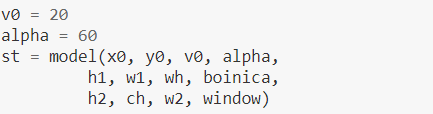 v0 = 20
alpha = 60
st = model(x0, y0, v0, alpha,
h1, w1, wh, boinica,
h2, ch, w2, window)